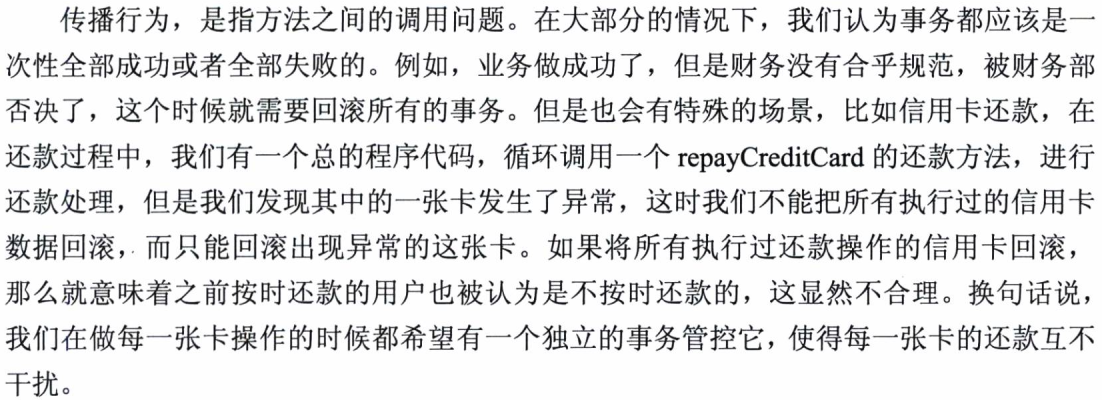 传播行为，是指方法之间的调用问题。在大部分的情况下，我们认为事务都应该是一
次性全部成功或者全部失败的。例如，业务做成功了，但是财务没有合乎规范，被财务部
否决了，这个时候就需要回滚所有的事务。但是也会有特殊的场景，比如信用卡还款，在
还款过程中，我们有一个总的程序代码，循环调用一个 repayCreditCard 的还款方法，进行
还款处理，但是我们发现其中的一张卡发生了异常，这时我们不能把所有执行过的信用卡
数据回滚，而只能回滚出现异常的这张卡。如果将所有执行过还款操作的信用卡回滚，
那么就意味着之前按时还款的用户也被认为是不按时还款的，这显然不合理。换句话说，
我们在做每一张卡操作的时候都希望有一个独立的事务管控它，使得每一张卡的还款互不
干扰。